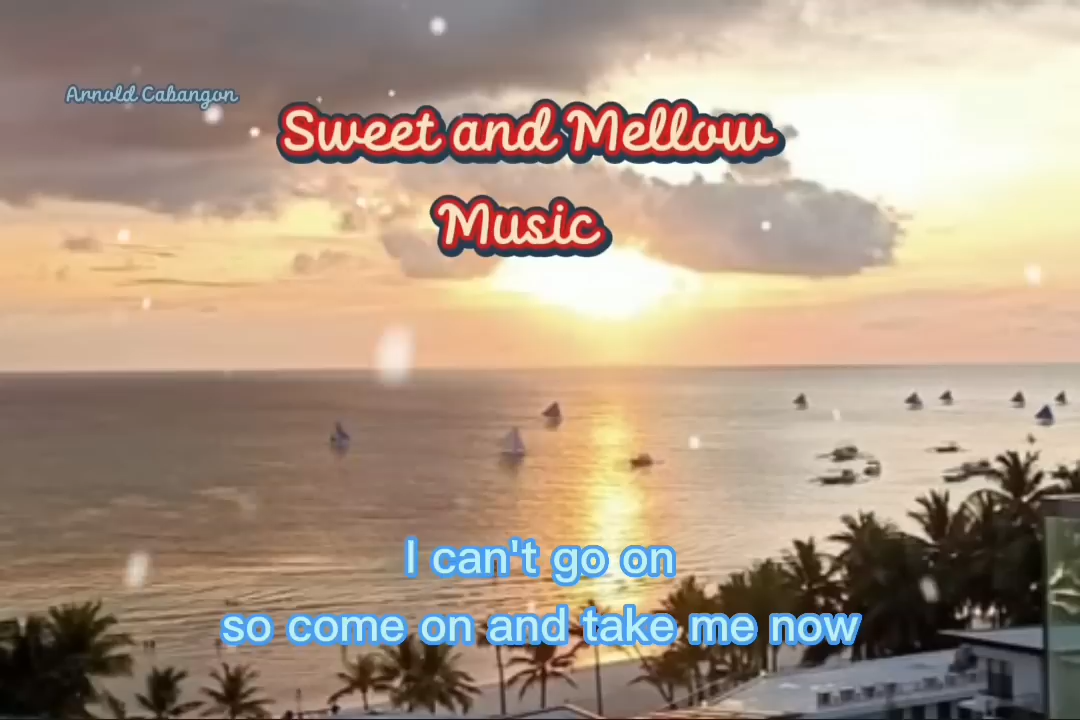 Arnold Cabangon
Sweet and Mellow
Music
I can't go on
so come on and take me now